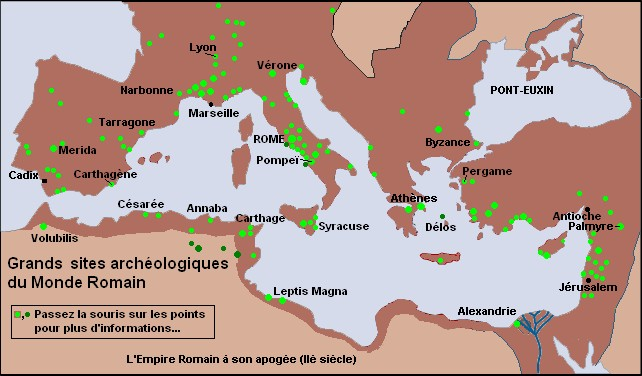 Lyon
Vérone
Narbonne
PONT-EUXIN
Marseille
Tarragone
ROME
Byzance
Merida
Pompeï
Cadix
Carthagène
Pergame
Césarée
Annaba
Athènes
Antioche
Carthage
Syracuse
Délos
Palmyre
Volubilis
Grands sites archéologiques
du Monde Romain
Jérusalem
Leptis Magna
Alexandrie
Passez la souris sur les points
pour plus d'informations...
L'Empire Romain á son apogée (IIé siècle)